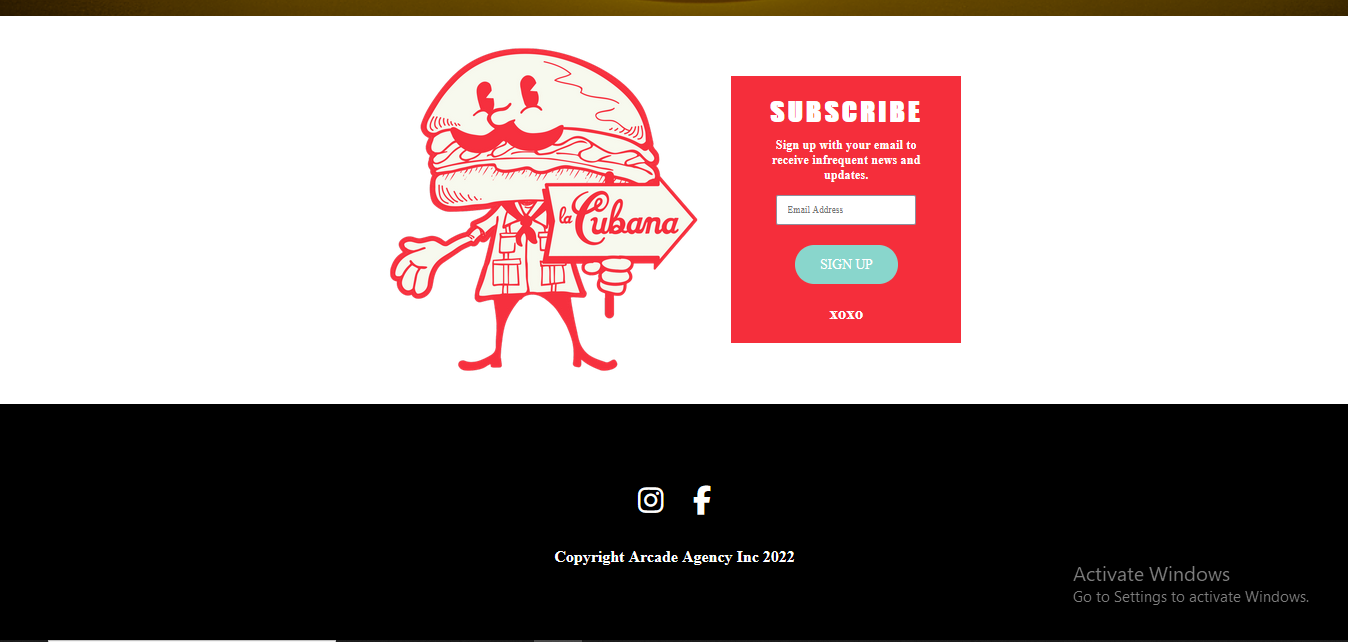 SUBSCRIBE
Sign up with your email to
receive infrequent news and
updates.
la Cubana
Email Address
SIGN UP
xoxo
Copyright Arcade Agency Inc 2022
Activate Windows
Go to Settings to activate Windows.